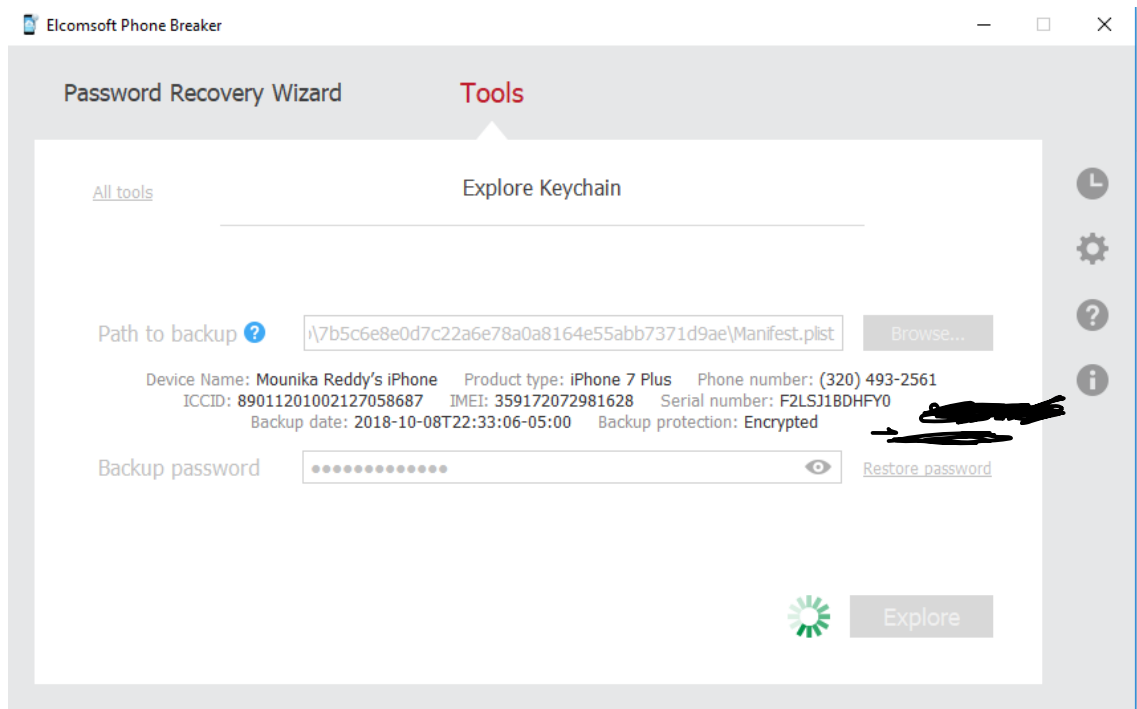 Elcomsoft Phone Breaker
Password Recovery Wizard Tools
All tools Explore Keychain
Path to backup ? \7b5c6e8e0d7c22a6e78a0a8164e55abb7371d9ae\Manifest.plist Browse...
Device Name: Mounika Reddy's iPhone Product type: iPhone 7 Plus Phone number: (320) 493-2561
ICCID: 89011201002127058687 IMEI: 359172072981628 Serial number: F2LSJ1BDHFY0
Backup date: 2018-10-08T22:33:06-05:00 Backup protection: Encrypted
Backup password Restore password
Explore